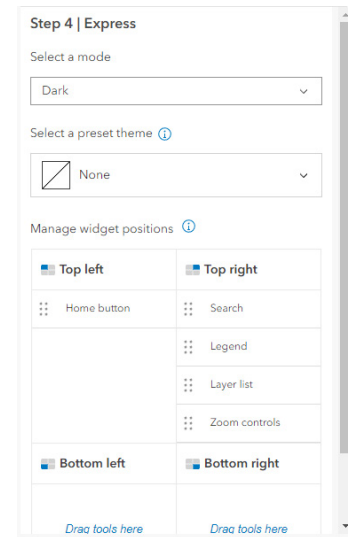 Step 4 | Express
Select a mode
Dark
Select a preset theme
None
Manage widget positions
Top left
Top right
Home button
Search
Legend
Layer list
Zoom controls
Bottom left
Bottom right
Drag tools here
Drag tools here